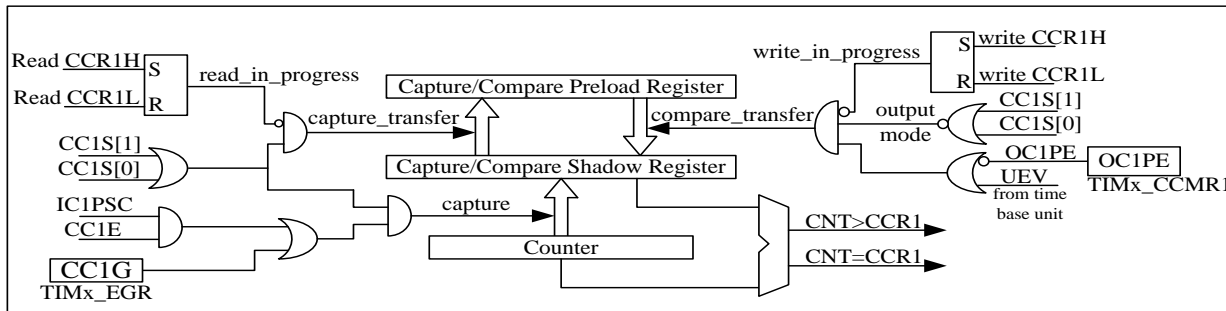 Read CCR1H
S
Read CCR1L
R
read_in_progress
CC1S[1]
CC1S[0]
IC1PSC
CC1E
CC1G
TIMx_EGR
capture_transfer
capture
Capture/Compare Preload Register
Capture/Compare Shadow Register
Counter
compare_transfer
CNT>CCR1
CNT=CCR1
write_in_progress
S
R
write CCR1H
write CCR1L
output
mode
CC1S[1]
CC1S[0]
OC1PE
UEV
from time
base unit
OC1PE
TIMx_CCMR1